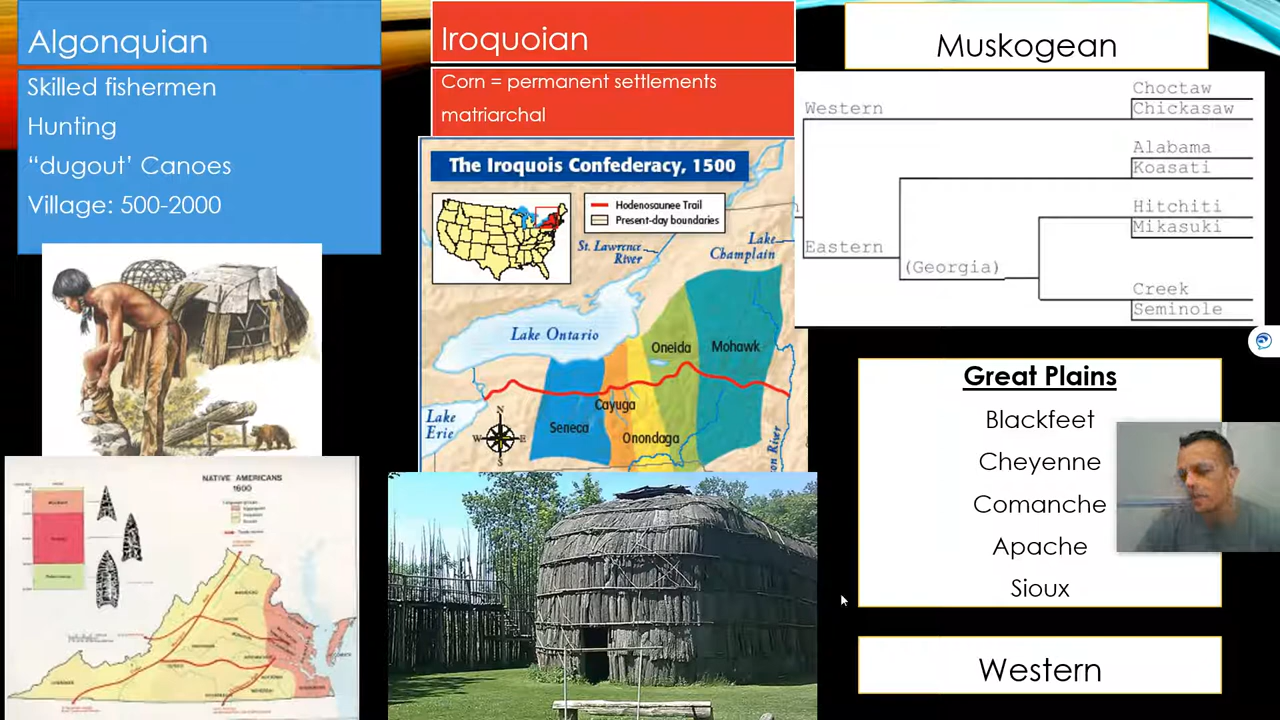 Algonquian
Skilled fishermen
Hunting
“dugout’ Canoes
Village: 500-2000
NATIVE AMERICANS
1600
Iroquoian
Corn = permanent settlements
matriarchal
The Iroquois Confederacy, 1500
Hodenosaunee Trail
Present-day boundaries
St. Lawrence
River
Lake
Champlain
Lake Ontario
Oneida
Mohawk
Cayuga
Seneca
Onondaga
Lake
Erie
N
W
E
S
River
Muskogean
Choctaw
Western
Chickasaw
Alabama
Koasati
Hitchiti
Mikasuki
Eastern
(Georgia)
Creek
Seminole
Great Plains
Blackfeet
Cheyenne
Comanche
Apache
Sioux
Western